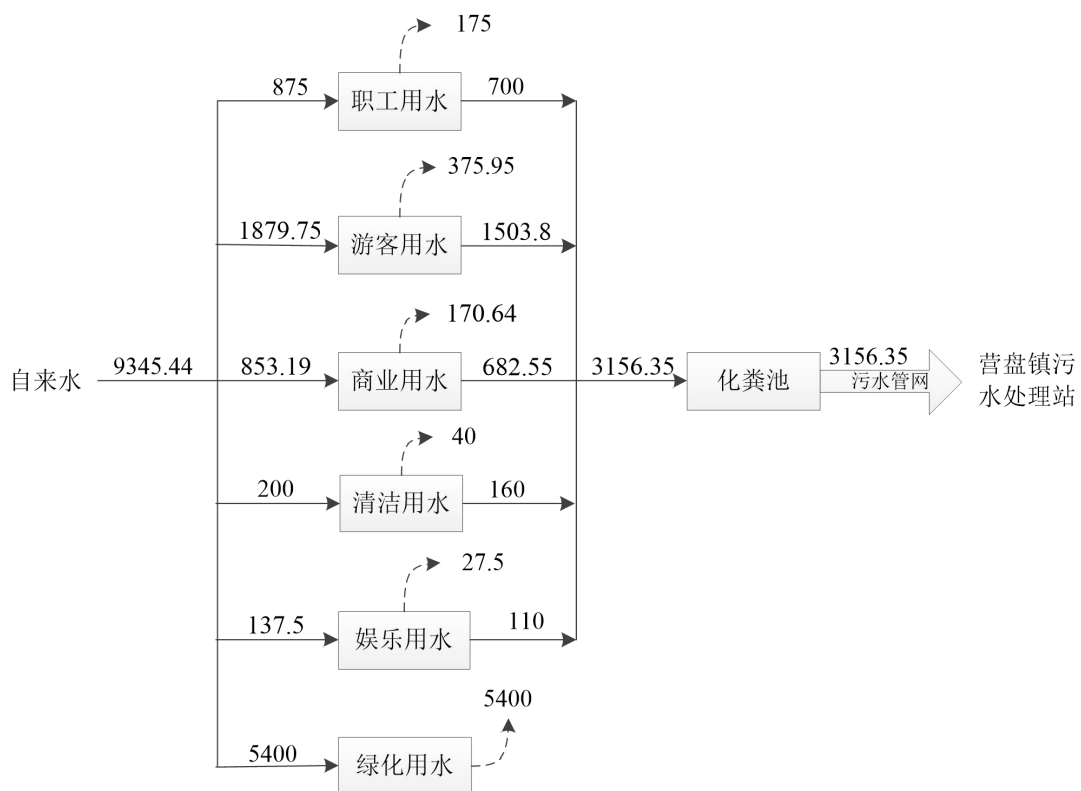 175
875
职工用水
700
375.95
1879.75
游客用水
1503.8
170.64
自来水
9345.44
853.19
商业用水
682.55
3156.35
化粪池
3156.35
污水管网
营盘镇污
水处理站
40
200
清洁用水
160
27.5
137.5
娱乐用水
110
5400
5400
绿化用水